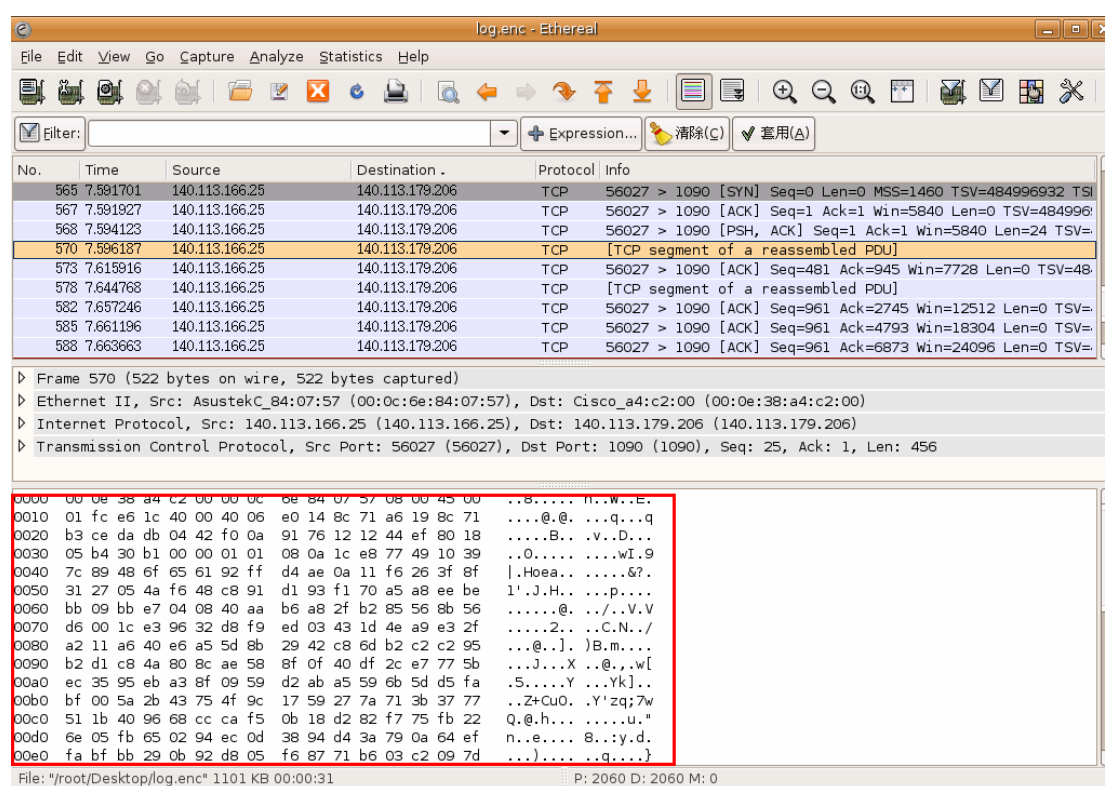 log.enc - Ethereal
File Edit View Go Capture Analyze Statistics Help
Filter: Expression... 清除(C) 套用(A)
No. Time Source Destination . Protocol Info
565 7.591701 140.113.166.25 140.113.179.206 TCP 56027 > 1090 [SYN] Seq=0 Len=0 MSS=1460 TSV=484996932 TSI
567 7.591927 140.113.166.25 140.113.179.206 TCP 56027 > 1090 [ACK] Seq=1 Ack=1 Win=5840 Len=0 TSV=484996
568 7.594123 140.113.166.25 140.113.179.206 TCP 56027 > 1090 [PSH, ACK] Seq=1 Ack=1 Win=5840 Len=24 TSV=
570 7.596187 140.113.166.25 140.113.179.206 TCP [TCP segment of a reassembled PDU]
573 7.615916 140.113.166.25 140.113.179.206 TCP 56027 > 1090 [ACK] Seq=481 Ack=945 Win=7728 Len=0 TSV=48
578 7.644768 140.113.166.25 140.113.179.206 TCP [TCP segment of a reassembled PDU]
582 7.657246 140.113.166.25 140.113.179.206 TCP 56027 > 1090 [ACK] Seq=961 Ack=2745 Win=12512 Len=0 TSV=
585 7.661196 140.113.166.25 140.113.179.206 TCP 56027 > 1090 [ACK] Seq=961 Ack=4793 Win=18304 Len=0 TSV=
588 7.663663 140.113.166.25 140.113.179.206 TCP 56027 > 1090 [ACK] Seq=961 Ack=6873 Win=24096 Len=0 TSV=
Frame 570 (522 bytes on wire, 522 bytes captured)
Ethernet II, Src: AsustekC_84:07:57 (00:0c:6e:84:07:57), Dst: Cisco_a4:c2:00 (00:0e:38:a4:c2:00)
Internet Protocol, Src: 140.113.166.25 (140.113.166.25), Dst: 140.113.179.206 (140.113.179.206)
Transmission Control Protocol, Src Port: 56027 (56027), Dst Port: 1090 (1090), Seq: 25, Ack: 1, Len: 456
0000 00 0e 38 a4 c2 00 00 0c 6e 84 07 57 08 00 45 00 ..8..... n..W..E.
0010 01 fc e6 1c 40 00 40 06 e0 14 8c 71 a6 19 8c 71 ....@.@. ...q...q
0020 b3 ce da db 04 42 f0 0a 91 76 12 12 44 ef 80 18 .....B.. .v..D...
0030 05 b4 30 b1 00 00 01 01 08 0a 1c e8 77 49 10 39 ..0..... ....wI.9
0040 7c 89 48 6f 65 61 92 ff d4 ae 0a 11 f6 26 3f 8f |.Hoea.. .....&?.
0050 31 27 05 4a f6 48 c8 91 d1 93 f1 70 a5 a8 ee be 1'.J.H.. ...p....
0060 bb 09 bb e7 04 08 40 aa b6 a8 2f b2 85 56 8b 56 ......@. ../..V.V
0070 d6 00 1c e3 96 32 d8 f9 ed 03 43 1d 4e a9 e3 2f .....2.. ..C.N../
0080 a2 11 a6 40 e6 a5 5d 8b 29 42 c8 6d b2 c2 c2 95 ...@..]. )B.m....
0090 b2 d1 c8 4a 80 8c ae 58 8f 0f 40 df 2c e7 77 5b ...J...X ..@.,.w[
00a0 ec 35 95 eb a3 8f 09 59 d2 ab a5 59 6b 5d d5 fa .5.....Y ...Yk]..
00b0 bf 00 5a 2b 43 75 4f 9c 17 59 27 7a 71 3b 37 77 ..Z+CuO. .Y'zq;7w
00c0 51 1b 40 96 68 cc ca f5 0b 18 d2 82 f7 75 fb 22 Q.@.h... .....u."
00d0 6e 05 fb 65 02 94 ec 0d 38 94 d4 3a 79 0a 64 ef n..e.... 8..:y.d.
00e0 fa bf bb 29 0b 92 d8 05 f6 87 71 b6 03 c2 09 7d ...).... ..q....}
File: "/root/Desktop/log.enc" 1101 KB 00:00:31 P: 2060 D: 2060 M: 0